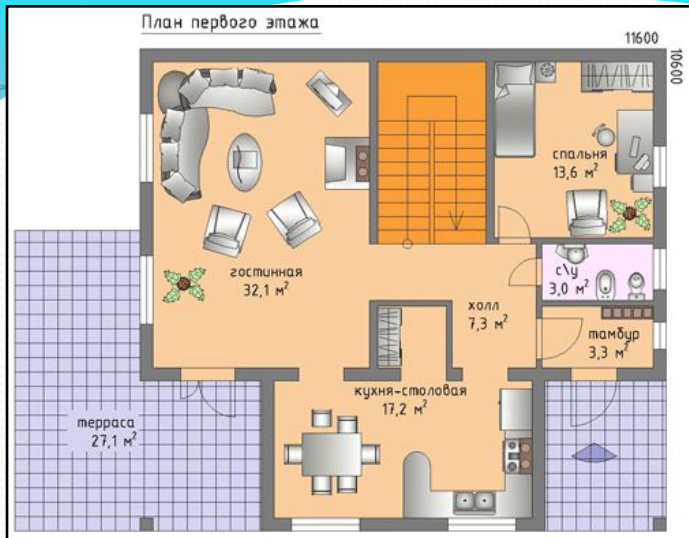 План первого этажа
11600
10600
спальня
13,6 м²
гостинная
32,1 м²
с\у
3,0 м²
холл
7,3 м²
тамбур
3,3 м²
кухня-столовая
17,2 м²
терраса
27,1 м²